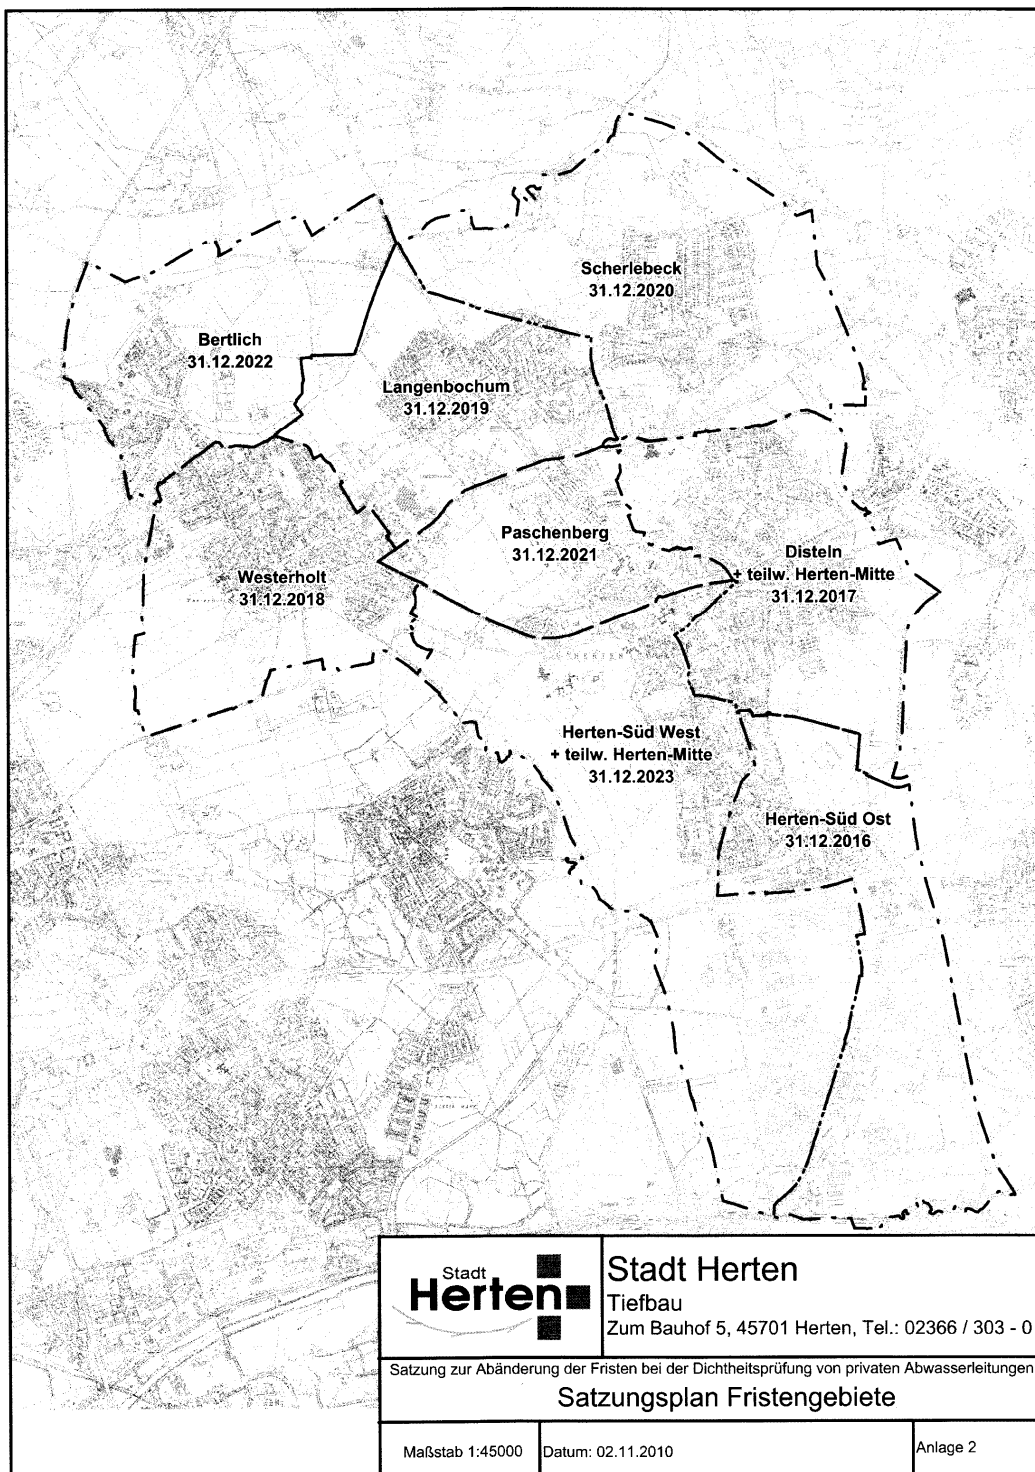 Scherlebeck
31.12.2020
Bertlich
31.12.2022
Langenbochum
31.12.2019
Paschenberg
31.12.2021
Disteln
+ teilw. Herten-Mitte
31.12.2017
Westerholt
31.12.2018
Herten-Süd West
+ teilw. Herten-Mitte
31.12.2023
Herten-Süd Ost
31.12.2016
Stadt
Herten
Stadt Herten
Tiefbau
Zum Bauhof 5, 45701 Herten, Tel.: 02366 / 303 - 0
Satzung zur Abänderung der Fristen bei der Dichtheitsprüfung von privaten Abwasserleitungen
Satzungsplan Fristengebiete
Maßstab 1:45000
Datum: 02.11.2010
Anlage 2